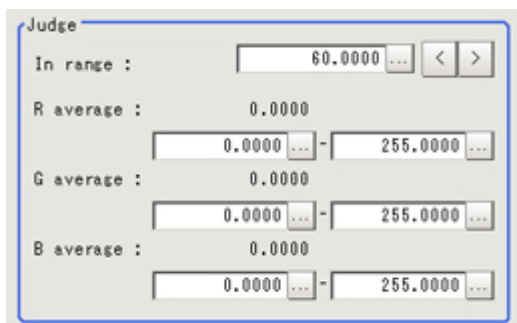 Judge
In range : 60.0000 ... < >
R average : 0.0000
0.0000 ... - 255.0000 ...
G average : 0.0000
0.0000 ... - 255.0000 ...
B average : 0.0000
0.0000 ... - 255.0000 ...